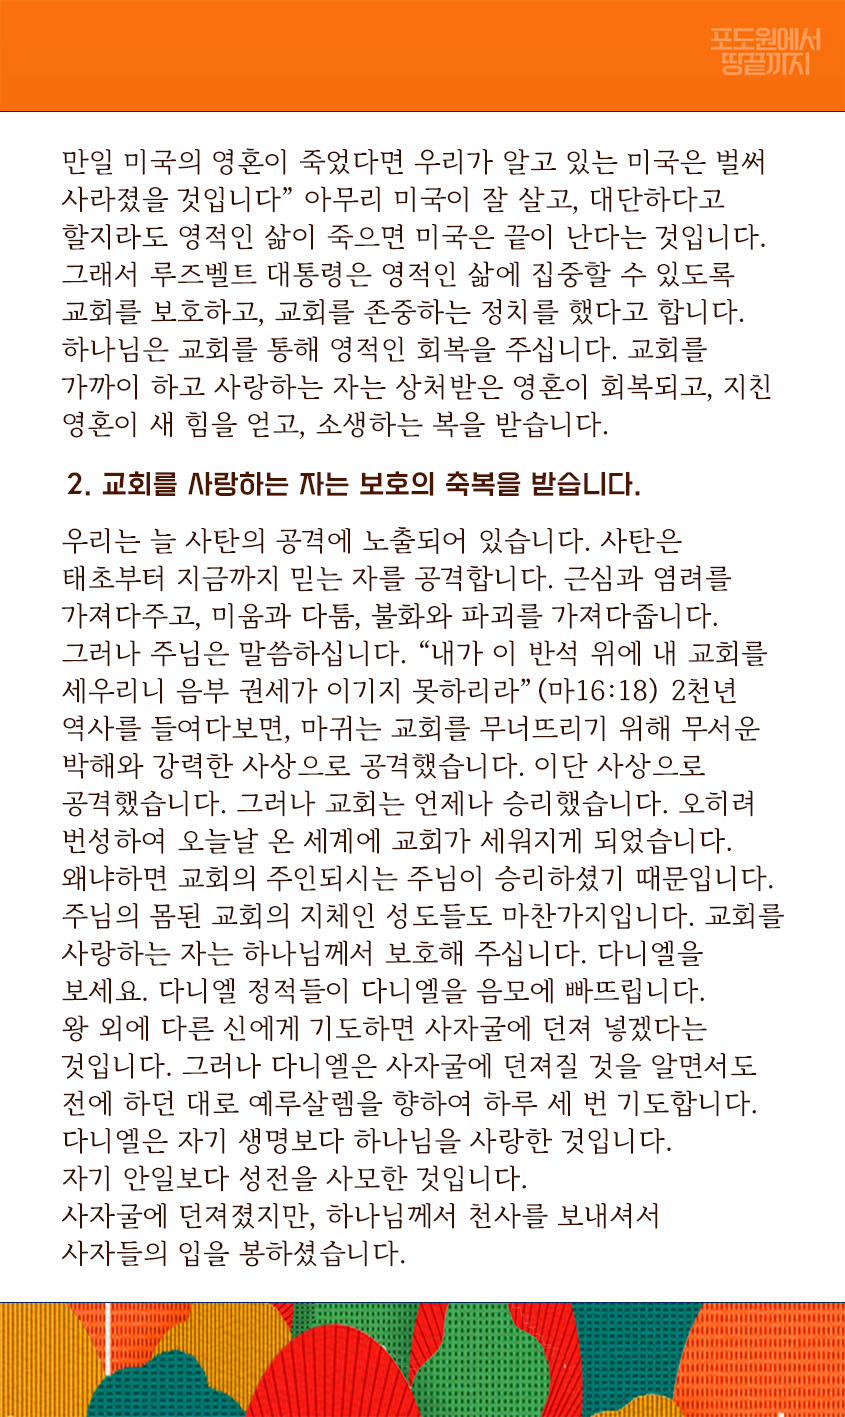 포도원에서
땅끝까지
만일 미국의 영혼이 죽었다면 우리가 알고 있는 미국은 벌써
사라졌을 것입니다” 아무리 미국이 잘 살고, 대단하다고
할지라도 영적인 삶이 죽으면 미국은 끝이 난다는 것입니다.
그래서 루즈벨트 대통령은 영적인 삶에 집중할 수 있도록
교회를 보호하고, 교회를 존중하는 정치를 했다고 합니다.
하나님은 교회를 통해 영적인 회복을 주십니다. 교회를
가까이 하고 사랑하는 자는 상처받은 영혼이 회복되고, 지친
영혼이 새 힘을 얻고, 소생하는 복을 받습니다.
2. 교회를 사랑하는 자는 보호의 축복을 받습니다.
우리는 늘 사탄의 공격에 노출되어 있습니다. 사탄은
태초부터 지금까지 믿는 자를 공격합니다. 근심과 염려를
가져다주고, 미움과 다툼, 불화와 파괴를 가져다줍니다.
그러나 주님은 말씀하십니다. “내가 이 반석 위에 내 교회를
세우리니 음부 권세가 이기지 못하리라”(마16:18) 2천년
역사를 들여다보면, 마귀는 교회를 무너뜨리기 위해 무서운
박해와 강력한 사상으로 공격했습니다. 이단 사상으로
공격했습니다. 그러나 교회는 언제나 승리했습니다. 오히려
번성하여 오늘날 온 세계에 교회가 세워지게 되었습니다.
왜냐하면 교회의 주인되시는 주님이 승리하셨기 때문입니다.
주님의 몸된 교회의 지체인 성도들도 마찬가지입니다. 교회를
사랑하는 자는 하나님께서 보호해 주십니다. 다니엘을
보세요. 다니엘 정적들이 다니엘을 음모에 빠뜨립니다.
왕 외에 다른 신에게 기도하면 사자굴에 던져 넣겠다는
것입니다. 그러나 다니엘은 사자굴에 던져질 것을 알면서도
전에 하던 대로 예루살렘을 향하여 하루 세 번 기도합니다.
다니엘은 자기 생명보다 하나님을 사랑한 것입니다.
자기 안일보다 성전을 사모한 것입니다.
사자굴에 던져졌지만, 하나님께서 천사를 보내셔서
사자들의 입을 봉하셨습니다.